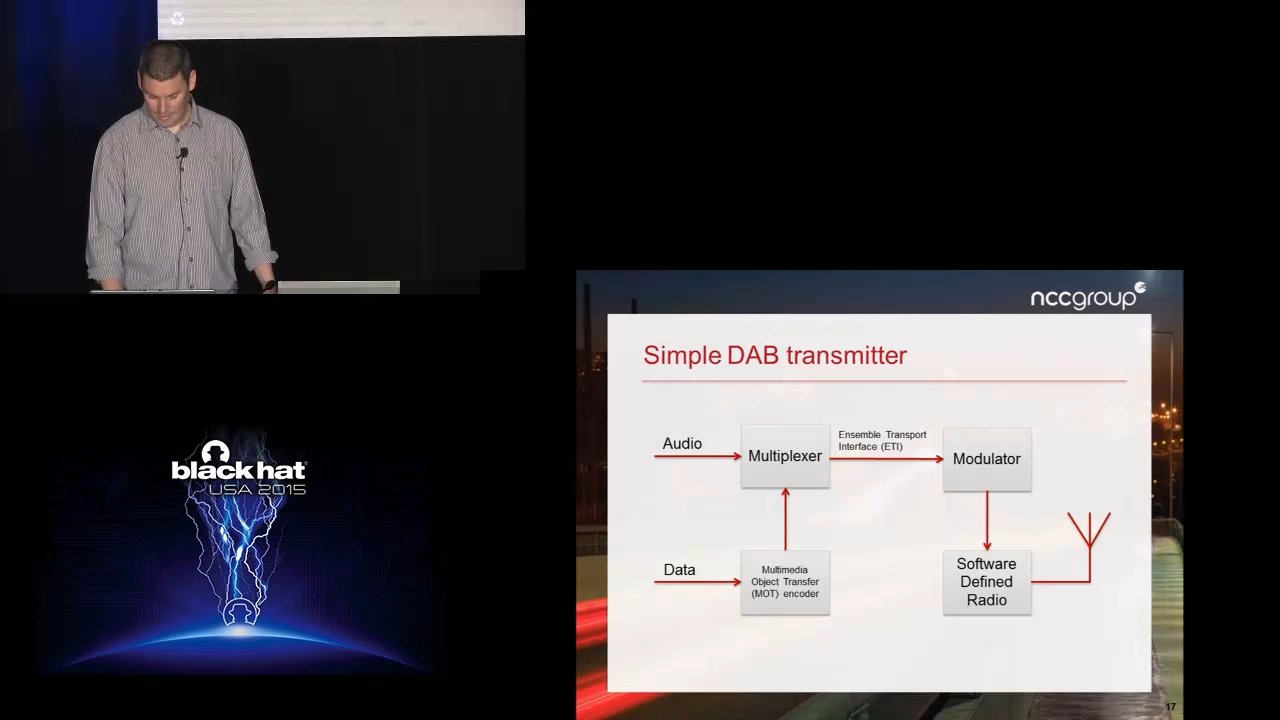 nccgroup
Simple DAB transmitter
Audio
Multiplexer
Ensemble Transport
Interface (ETI)
Modulator
Data
Multimedia
Object Transfer
(MOT) encoder
Software
Defined
Radio
17
black hat
USA 2015